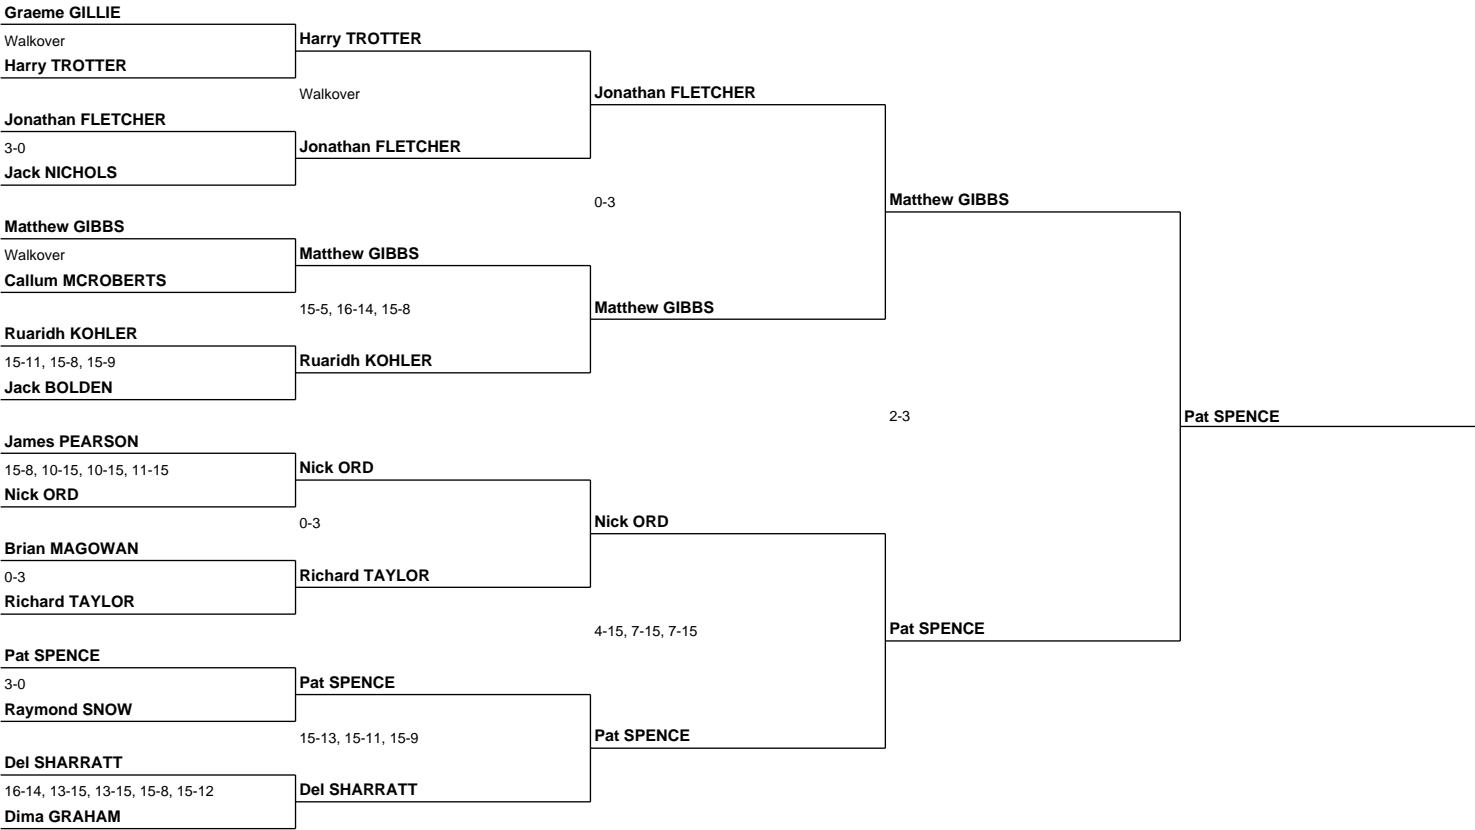 Graeme GILLIE
Walkover
Harry TROTTER
Harry TROTTER
Walkover
Jonathan FLETCHER
Jonathan FLETCHER
3-0
Jack NICHOLS
Jonathan FLETCHER
0-3
Matthew GIBBS
Matthew GIBBS
Walkover
Callum MCROBERTS
Matthew GIBBS
15-5, 16-14, 15-8
Matthew GIBBS
Ruaridh KOHLER
15-11, 15-8, 15-9
Jack BOLDEN
Ruaridh KOHLER
2-3
Pat SPENCE
James PEARSON
15-8, 10-15, 10-15, 11-15
Nick ORD
Nick ORD
0-3
Nick ORD
Brian MAGOWAN
0-3
Richard TAYLOR
Richard TAYLOR
4-15, 7-15, 7-15
Pat SPENCE
Pat SPENCE
3-0
Raymond SNOW
Pat SPENCE
15-13, 15-11, 15-9
Pat SPENCE
Del SHARRATT
16-14, 13-15, 13-15, 15-8, 15-12
Dima GRAHAM
Del SHARRATT